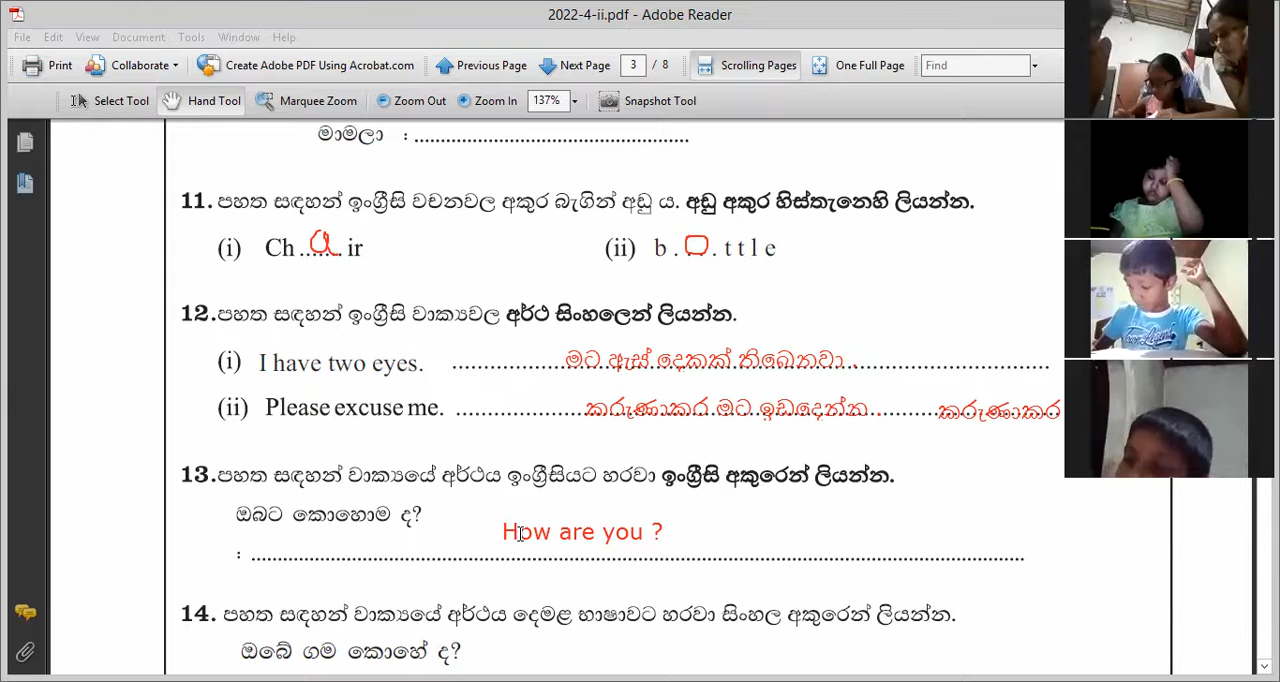 2022-4-ii.pdf - Adobe Reader
File Edit View Document Tools Window Help
Print Collaborate Create Adobe PDF Using Acrobat.com Previous Page Next Page 3 / 8 Scrolling Pages One Full Page Find
Select Tool Hand Tool Marquee Zoom Zoom Out Zoom In 137% Snapshot Tool
මාමලා : ....................................................
11. පහත සඳහන් ඉංග්‍රීසි වචනවල අකුර බැගින් අඩු ය. අඩු අකුර හිස්තැනෙහි ලියන්න.
(i) Ch...a...ir (ii) b . o . t t l e
12. පහත සඳහන් ඉංග්‍රීසි වාක්‍යවල අර්ථ සිංහලෙන් ලියන්න.
(i) I have two eyes. මට ඇස් දෙකක් තිඛෙනවා .
(ii) Please excuse me. කරුණාකර මට ඉඩදෙන්න . කරුණාකර
13. පහත සඳහන් වාක්‍යයේ අර්ථය ඉංග්‍රීසියට හරවා ඉංග්‍රීසි අකුරෙන් ලියන්න.
ඔබට කොහොම ද?
How are you ?
: ....................................................
14. පහත සඳහන් වාක්‍යයේ අර්ථය දෙමළ භාෂාවට හරවා සිංහල අකුරෙන් ලියන්න.
ඔබේ ගම කොහේ ද?